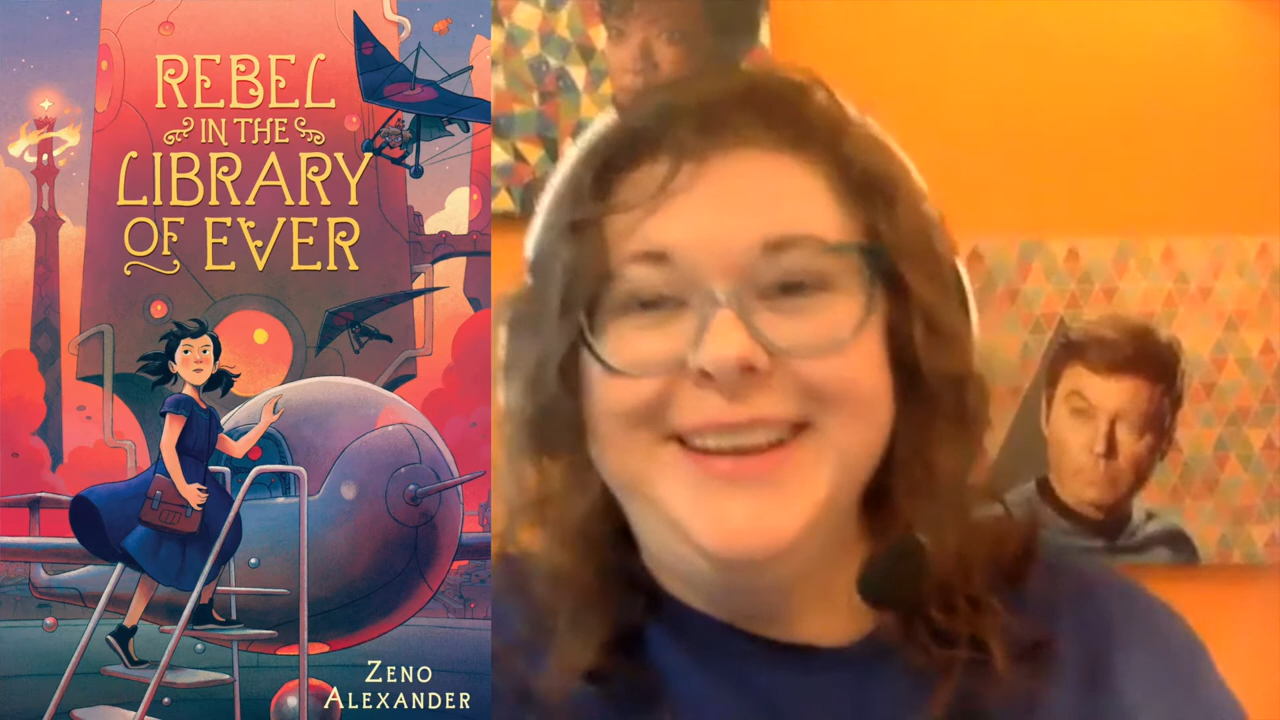 REBEL
IN THE
LIBRARY
OF EVER
ZENO
ALEXANDER